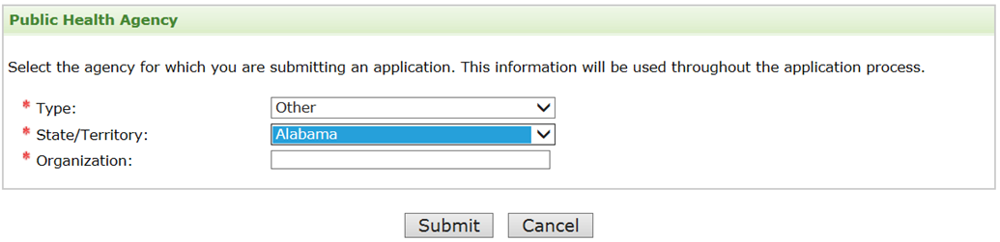 Public Health Agency
Select the agency for which you are submitting an application. This information will be used throughout the application process.
* Type: Other
* State/Territory: Alabama
* Organization:
Submit Cancel